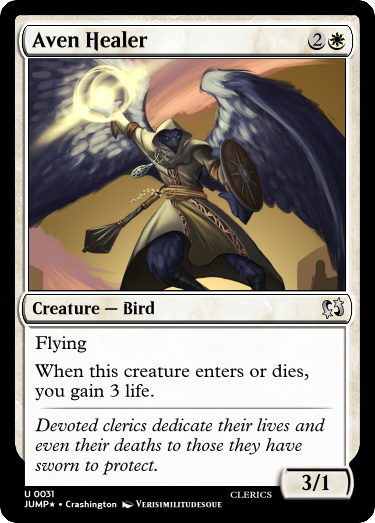 Aven Healer 2
Creature — Bird
Flying
When this creature enters or dies,
you gain 3 life.
Devoted clerics dedicate their lives and
even their deaths to those they have
sworn to protect.
3/1
U 0031 CLERICS
JUMP★ • Crashington Verisimilitudesque